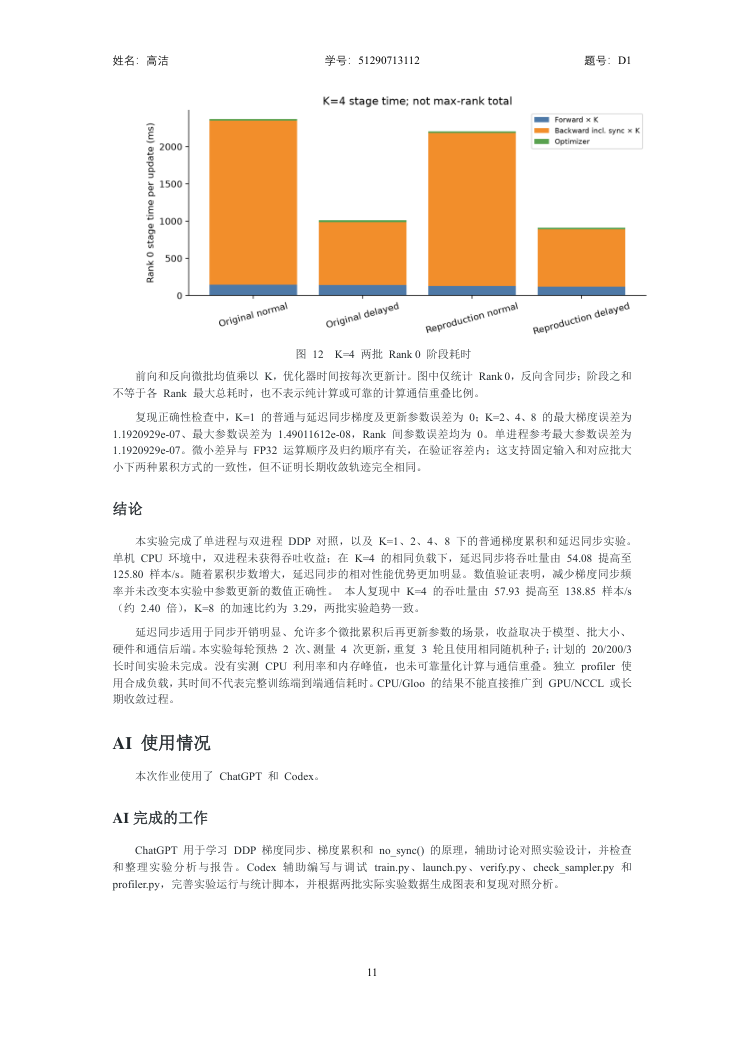 姓名：高洁 学号：51290713112 题号：D1
K=4 stage time; not max-rank total
Forward × K
Backward incl. sync × K
Optimizer
Rank 0 stage time per update (ms)
2000
1500
1000
500
0
Original normal
Original delayed
Reproduction normal
Reproduction delayed
图 12 K=4 两批 Rank 0 阶段耗时
前向和反向微批均值乘以 K，优化器时间按每次更新计。图中仅统计 Rank 0，反向含同步；阶段之和
不等于各 Rank 最大总耗时，也不表示纯计算或可靠的计算通信重叠比例。
复现正确性检查中，K=1 的普通与延迟同步梯度及更新参数误差为 0；K=2、4、8 的最大梯度误差为
1.1920929e-07、最大参数误差为 1.49011612e-08，Rank 间参数误差均为 0。单进程参考最大参数误差为
1.1920929e-07。微小差异与 FP32 运算顺序及归约顺序有关，在验证容差内；这支持固定输入和对应批大
小下两种累积方式的一致性，但不证明长期收敛轨迹完全相同。
结论
本实验完成了单进程与双进程 DDP 对照，以及 K=1、2、4、8 下的普通梯度累积和延迟同步实验。
单机 CPU 环境中，双进程未获得吞吐收益；在 K=4 的相同负载下，延迟同步将吞吐量由 54.08 提高至
125.80 样本/s。随着累积步数增大，延迟同步的相对性能优势更加明显。数值验证表明，减少梯度同步频
率并未改变本实验中参数更新的数值正确性。 本人复现中 K=4 的吞吐量由 57.93 提高至 138.85 样本/s
（约 2.40 倍），K=8 的加速比约为 3.29，两批实验趋势一致。
延迟同步适用于同步开销明显、允许多个微批累积后再更新参数的场景，收益取决于模型、批大小、
硬件和通信后端。本实验每轮预热 2 次、测量 4 次更新，重复 3 轮且使用相同随机种子；计划的 20/200/3
长时间实验未完成。没有实测 CPU 利用率和内存峰值，也未可靠量化计算与通信重叠。独立 profiler 使
用合成负载，其时间不代表完整训练端到端通信耗时。CPU/Gloo 的结果不能直接推广到 GPU/NCCL 或长
期收敛过程。
AI 使用情况
本次作业使用了 ChatGPT 和 Codex。
AI 完成的工作
ChatGPT 用于学习 DDP 梯度同步、梯度累积和 no_sync() 的原理，辅助讨论对照实验设计，并检查
和整理实验分析与报告。Codex 辅助编写与调试 train.py、launch.py、verify.py、check_sampler.py 和
profiler.py，完善实验运行与统计脚本，并根据两批实际实验数据生成图表和复现对照分析。
11